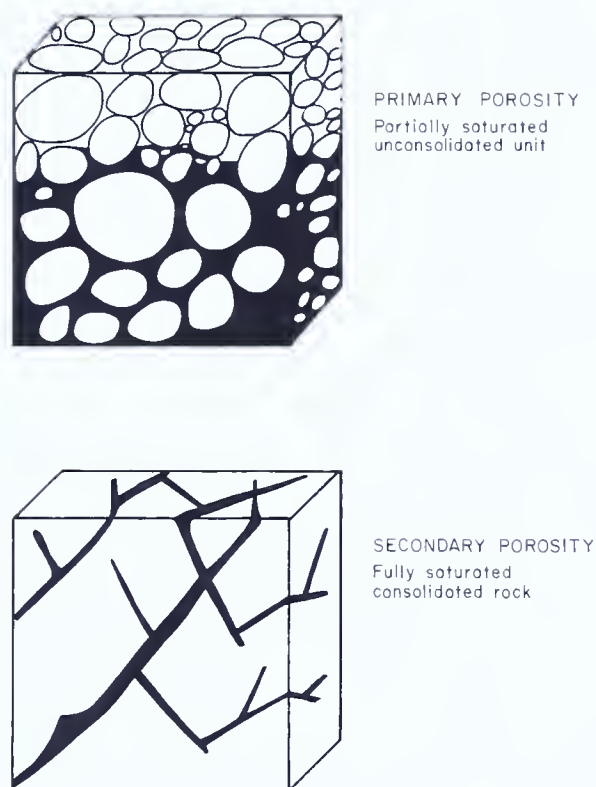 PRIMARY POROSITY
Partially saturated
unconsolidated unit
SECONDARY POROSITY
Fully saturated
consolidated rock